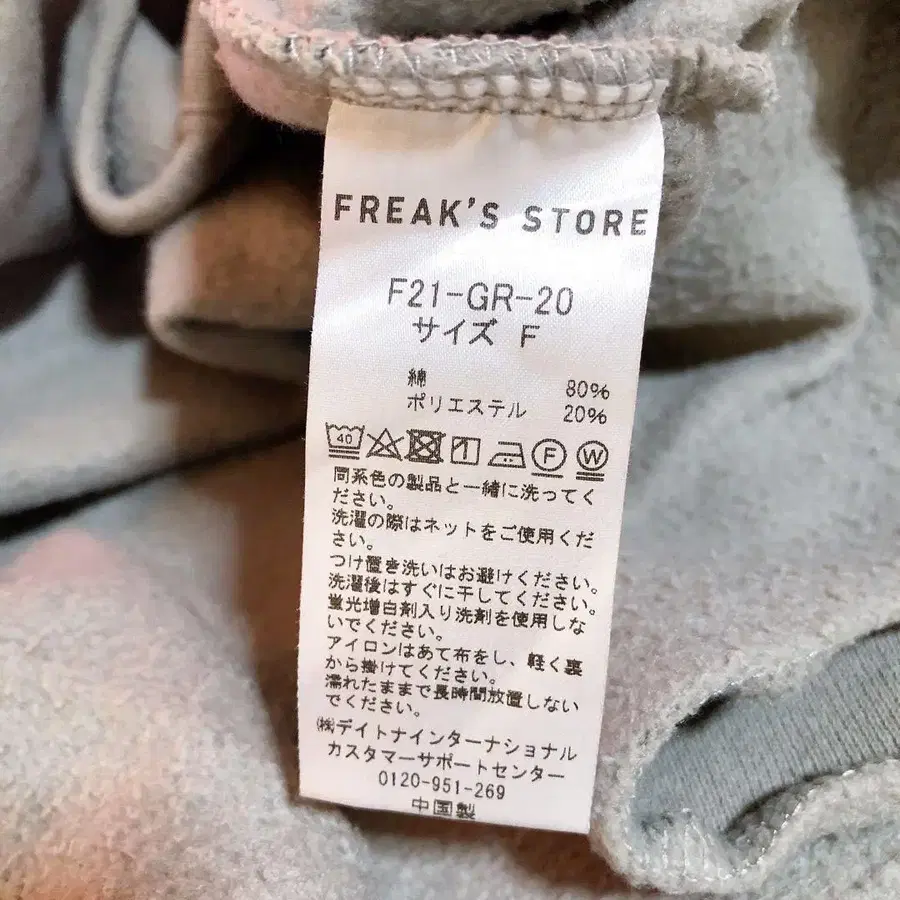 FREAK'S STORE
F21-GR-20
サイズ F
綿 80%
ポリエステル 20%
40 F W
同系色の製品と一緒に洗ってく
ださい。
洗濯の際はネットをご使用くだ
さい。
つけ置き洗いはお避けください。
洗濯後はすぐに干してください。
蛍光増白剤入り洗剤を使用しな
いでください。
アイロンはあて布をし、軽く裏
から掛けてください。
濡れたままで長時間放置しない
でください。
㈱デイトナインターナショナル
カスタマーサポートセンター
0120-951-269
中国製